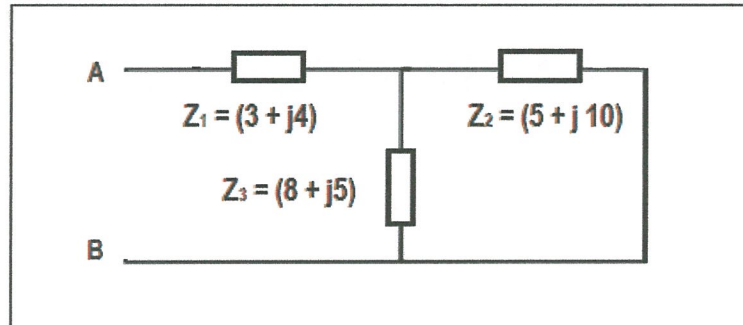 A
Z₁ = (3 + j4)
Z₂ = (5 + j 10)
Z₃ = (8 + j5)
B